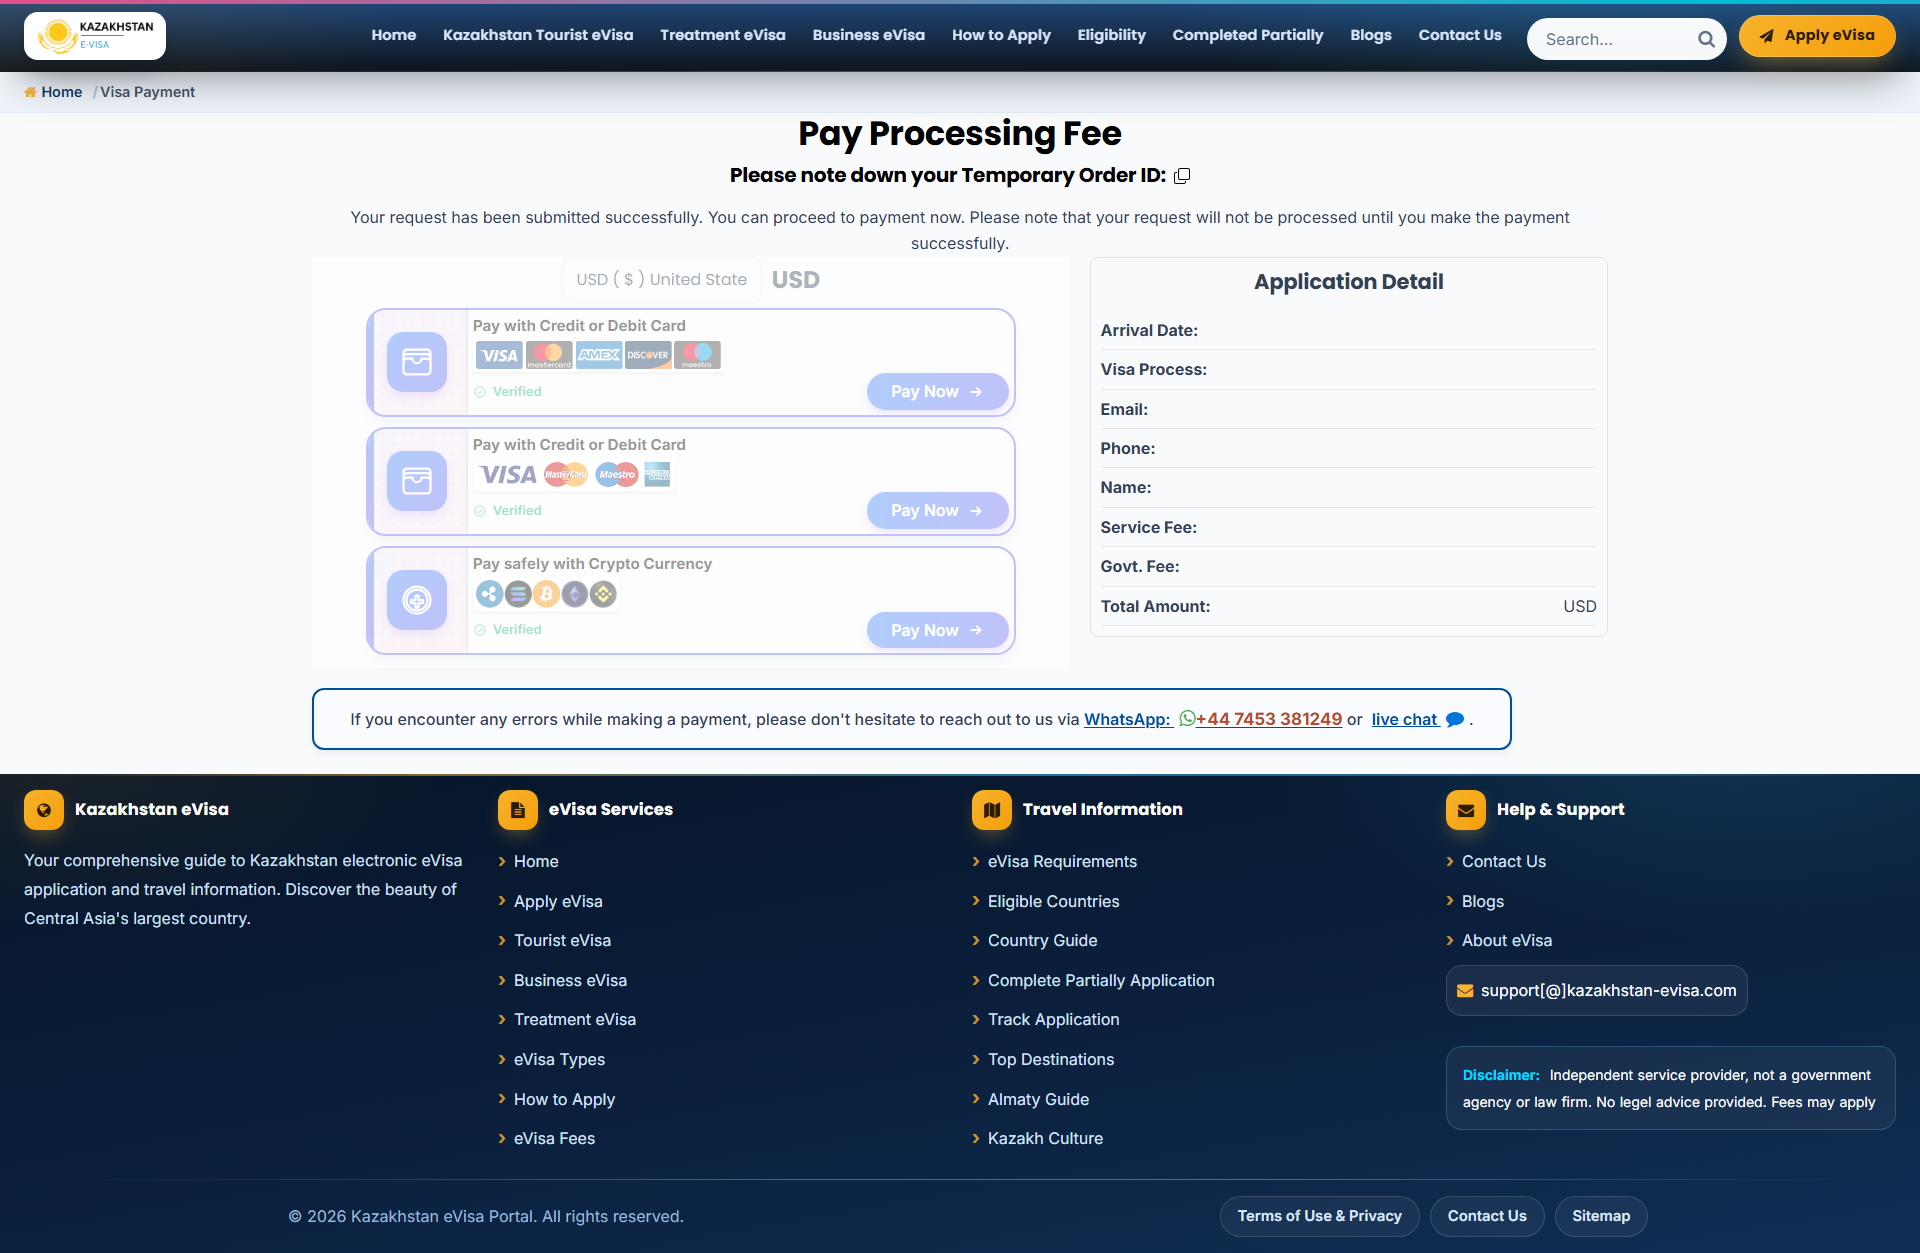 KAZAKHSTAN
E-VISA
Home
Kazakhstan Tourist eVisa
Treatment eVisa
Business eVisa
How to Apply
Eligibility
Completed Partially
Blogs
Contact Us
Search...
Apply eVisa
Home / Visa Payment
Pay Processing Fee
Please note down your Temporary Order ID:
Your request has been submitted successfully. You can proceed to payment now. Please note that your request will not be processed until you make the payment
successfully.
USD ( $ ) United State
USD
Pay with Credit or Debit Card
VISA mastercard AMEX DISCOVER maestro
Verified
Pay Now
Pay with Credit or Debit Card
VISA MasterCard Maestro
Verified
Pay Now
Pay safely with Crypto Currency
Verified
Pay Now
Application Detail
Arrival Date:
Visa Process:
Email:
Phone:
Name:
Service Fee:
Govt. Fee:
Total Amount: USD
If you encounter any errors while making a payment, please don't hesitate to reach out to us via WhatsApp: +44 7453 381249 or live chat .
Kazakhstan eVisa
Your comprehensive guide to Kazakhstan electronic eVisa
application and travel information. Discover the beauty of
Central Asia's largest country.
eVisa Services
Home
Apply eVisa
Tourist eVisa
Business eVisa
Treatment eVisa
eVisa Types
How to Apply
eVisa Fees
Travel Information
eVisa Requirements
Eligible Countries
Country Guide
Complete Partially Application
Track Application
Top Destinations
Almaty Guide
Kazakh Culture
Help & Support
Contact Us
Blogs
About eVisa
support[@]kazakhstan-evisa.com
Disclaimer: Independent service provider, not a government
agency or law firm. No legel advice provided. Fees may apply
© 2026 Kazakhstan eVisa Portal. All rights reserved.
Terms of Use & Privacy
Contact Us
Sitemap